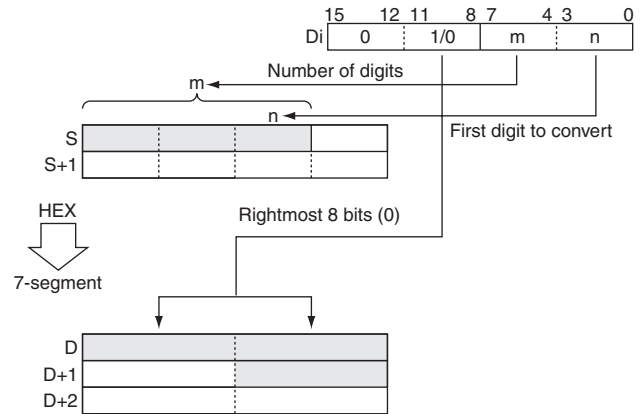 15 12 11 8 7 4 3 0
Di 0 1/0 m n
Number of digits
m
n
First digit to convert
S
S+1
Rightmost 8 bits (0)
HEX
7-segment
D
D+1
D+2